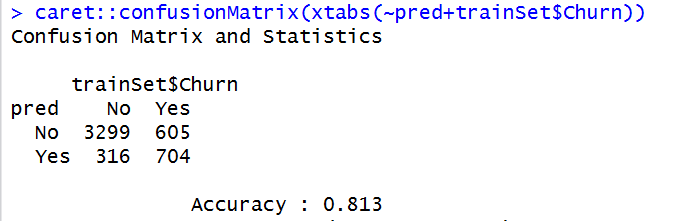 > caret::confusionMatrix(xtabs(~pred+trainSet$Churn))
Confusion Matrix and Statistics
trainSet$Churn
pred No Yes
No 3299 605
Yes 316 704
Accuracy : 0.813